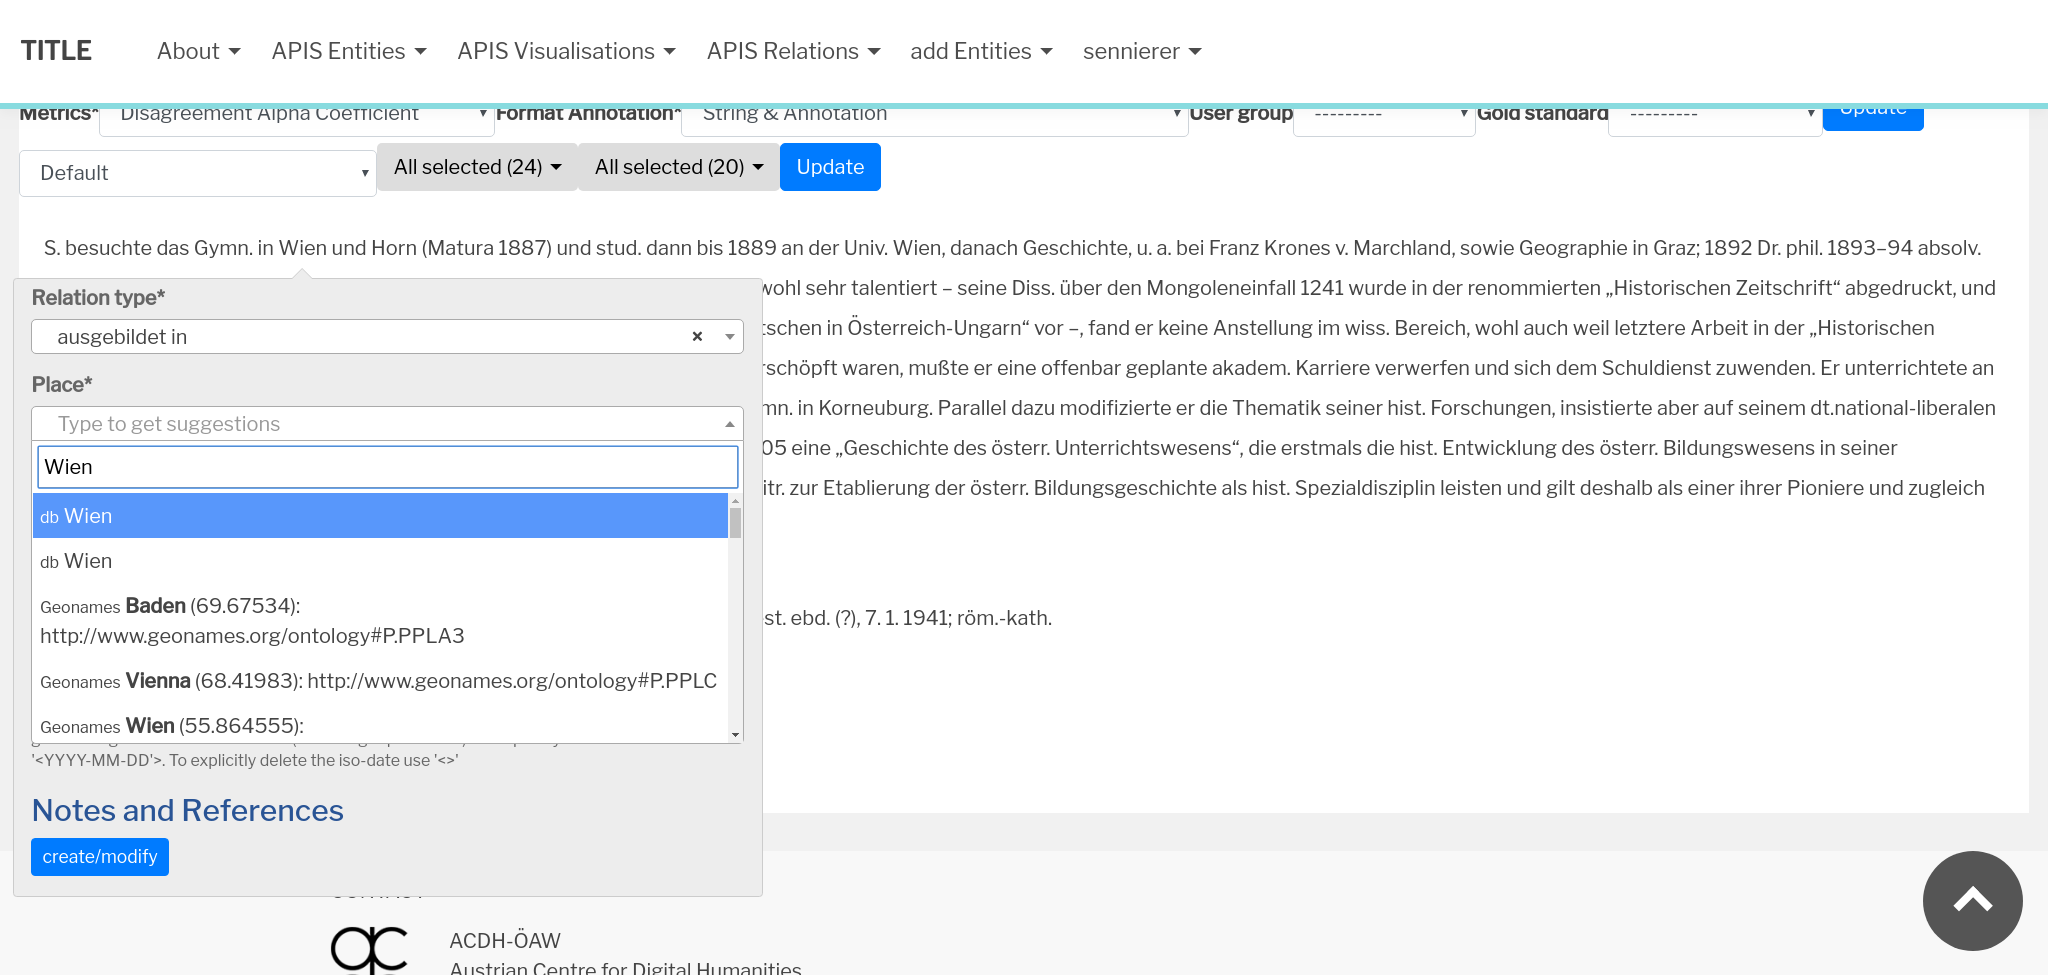 TITLE About APIS Entities APIS Visualisations APIS Relations add Entities sennierer
Metrics* Disagreement Alpha Coefficient Format Annotation* String & Annotation User group --------- Gold standard --------- Update
Default All selected (24) All selected (20) Update
S. besuchte das Gymn. in Wien und Horn (Matura 1887) und stud. dann bis 1889 an der Univ. Wien, danach Geschichte, u. a. bei Franz Krones v. Marchland, sowie Geographie in Graz; 1892 Dr. phil. 1893–94 absolv.
wohl sehr talentiert – seine Diss. über den Mongoleneinfall 1241 wurde in der renommierten „Historischen Zeitschrift“ abgedruckt, und
tschen in Österreich-Ungarn“ vor –, fand er keine Anstellung im wiss. Bereich, wohl auch weil letztere Arbeit in der „Historischen
rschöpft waren, mußte er eine offenbar geplante akadem. Karriere verwerfen und sich dem Schuldienst zuwenden. Er unterrichtete an
mn. in Korneuburg. Parallel dazu modifizierte er die Thematik seiner hist. Forschungen, insistierte aber auf seinem dt.national-liberalen
05 eine „Geschichte des österr. Unterrichtswesens“, die erstmals die hist. Entwicklung des österr. Bildungswesens in seiner
itr. zur Etablierung der österr. Bildungsgeschichte als hist. Spezialdisziplin leisten und gilt deshalb als einer ihrer Pioniere und zugleich
st. ebd. (?), 7. 1. 1941; röm.-kath.
Relation type*
ausgebildet in ×
Place*
Type to get suggestions
Wien
db Wien
db Wien
Geonames Baden (69.67534):
http://www.geonames.org/ontology#P.PPLA3
Geonames Vienna (68.41983): http://www.geonames.org/ontology#P.PPLC
Geonames Wien (55.864555):
'<YYYY-MM-DD'>. To explicitly delete the iso-date use '<>'
Notes and References
create/modify
ACDH-ÖAW
Austrian Centre for Digital Humanities